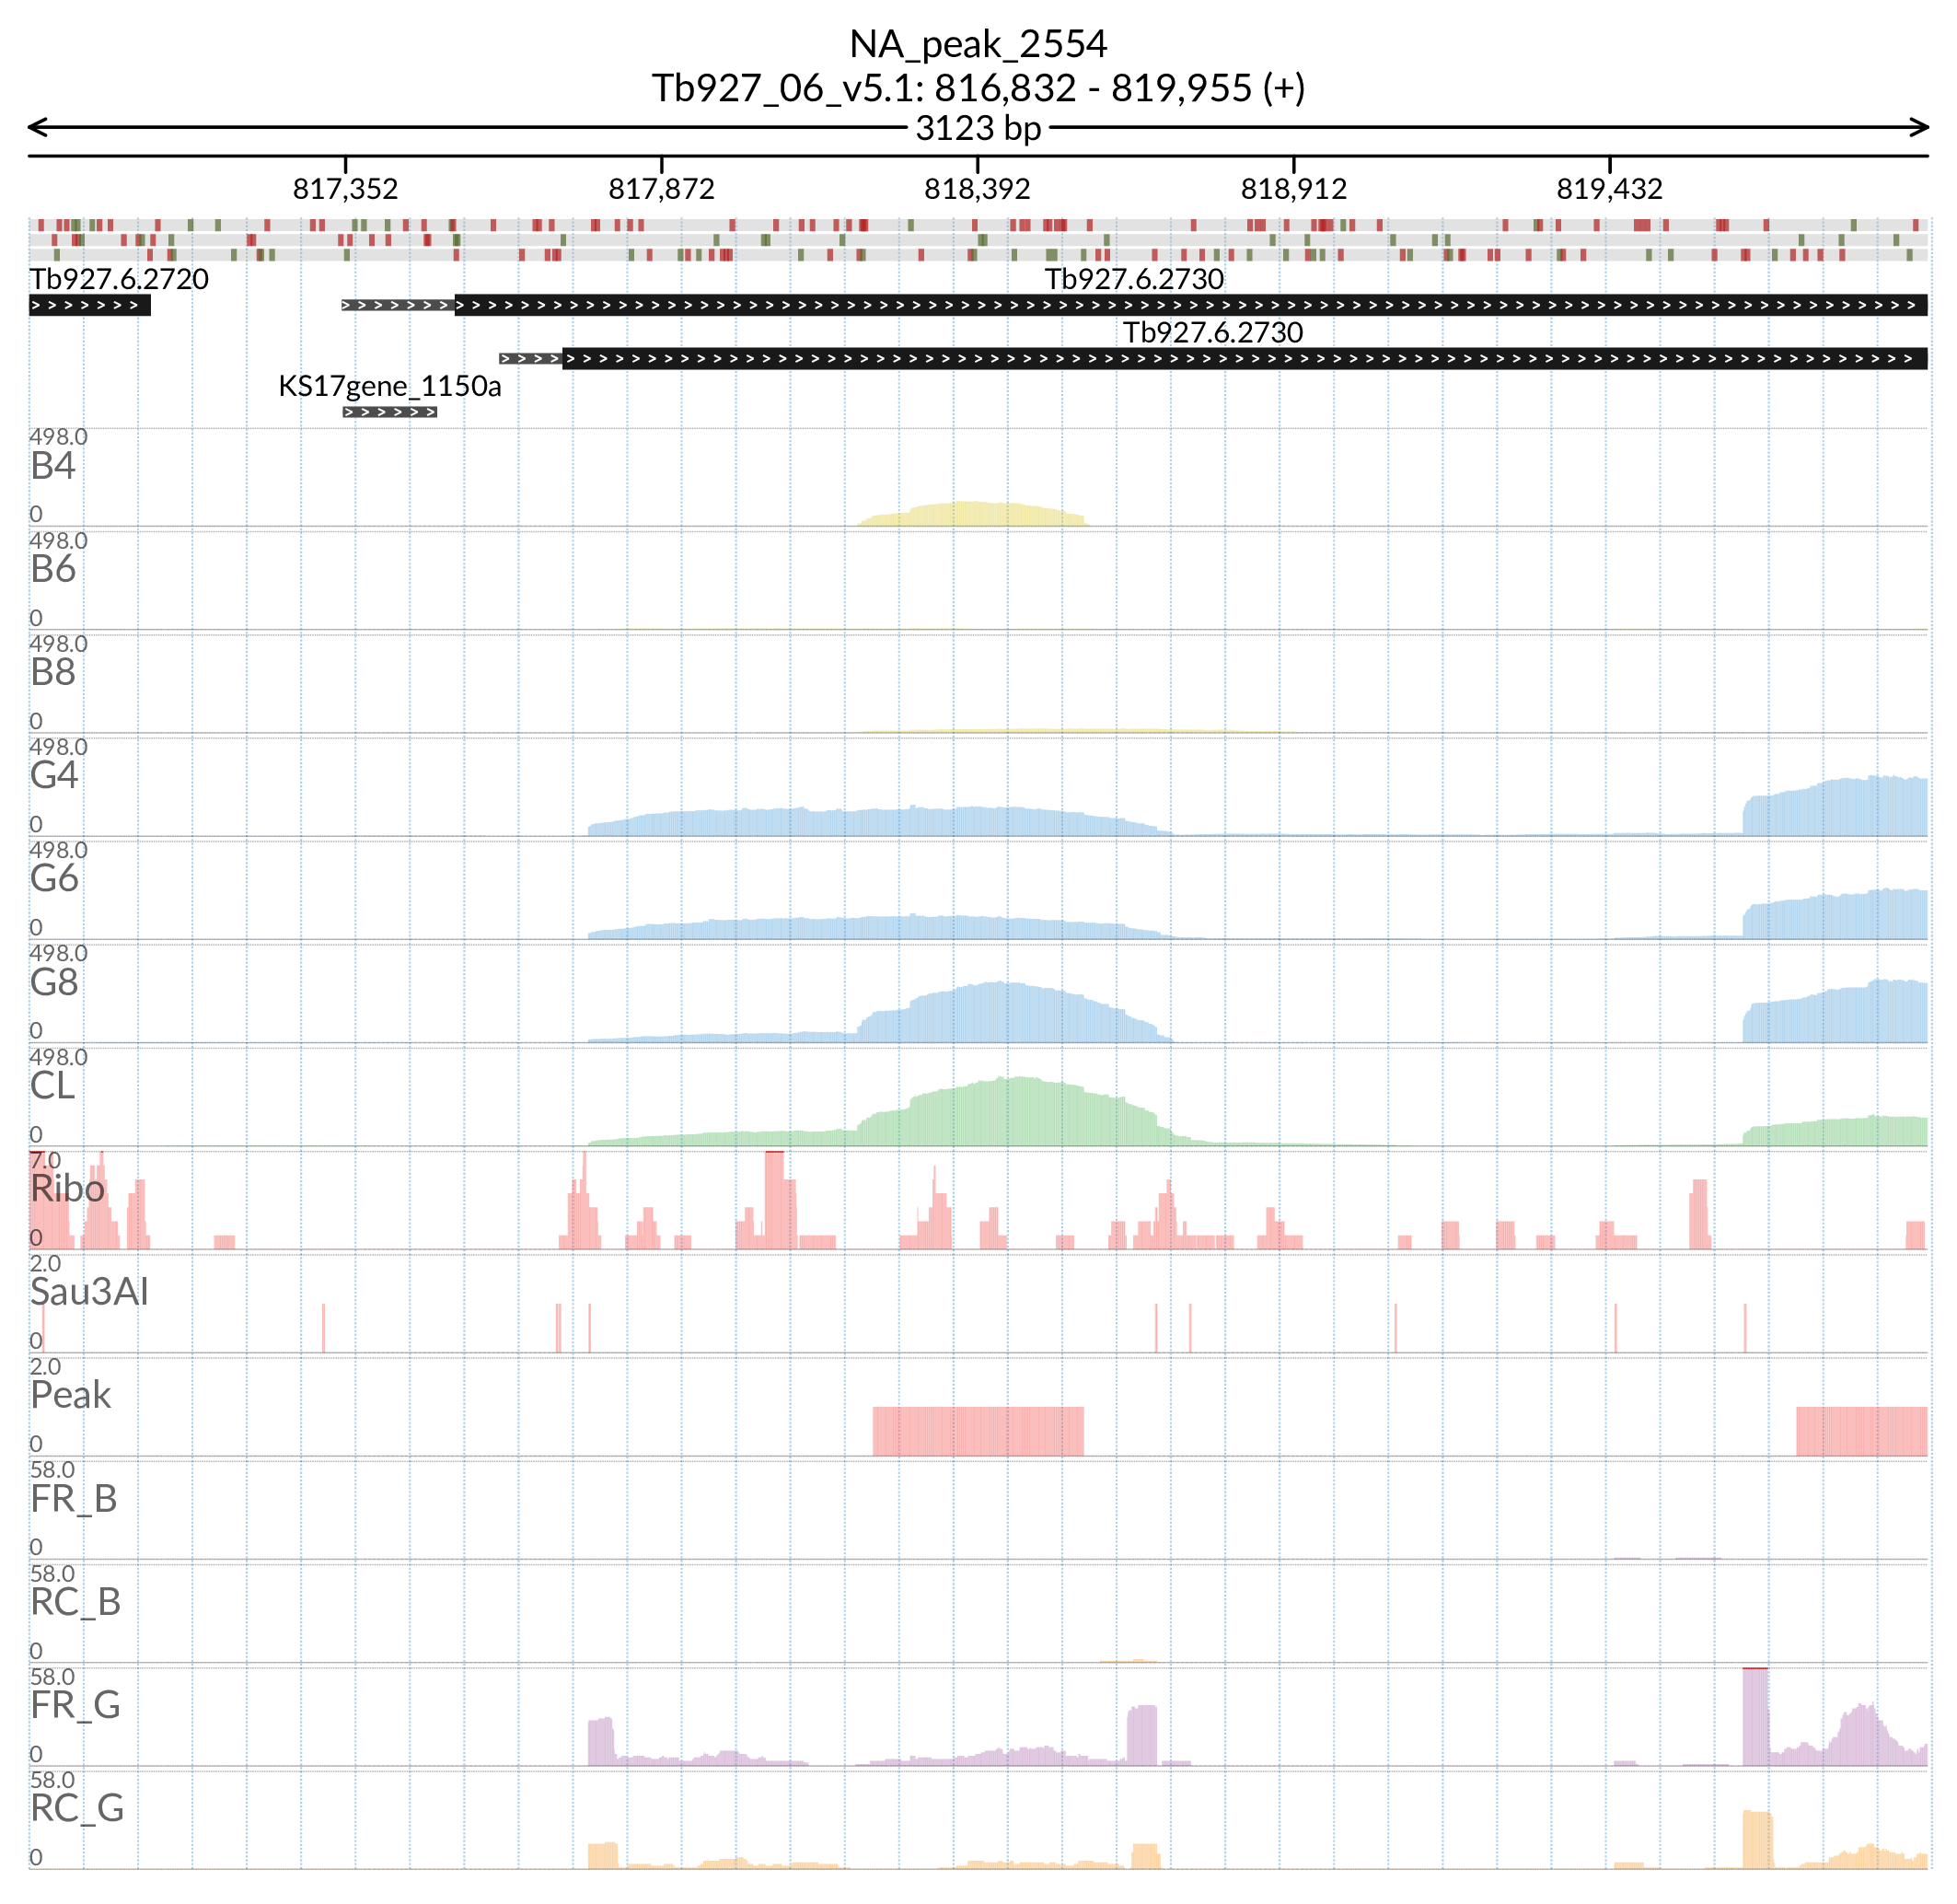 NA_peak_2554
Tb927_06_v5.1: 816,832 - 819,955 (+)
3123 bp
817,352 817,872 818,392 818,912 819,432
Tb927.6.2720 Tb927.6.2730
Tb927.6.2730
KS17gene_1150a
498.0
B4
0
498.0
B6
0
498.0
B8
0
498.0
G4
0
498.0
G6
0
498.0
G8
0
498.0
CL
0
7.0
Ribo
0
2.0
Sau3AI
0
2.0
Peak
0
58.0
FR_B
0
58.0
RC_B
0
58.0
FR_G
0
58.0
RC_G
0